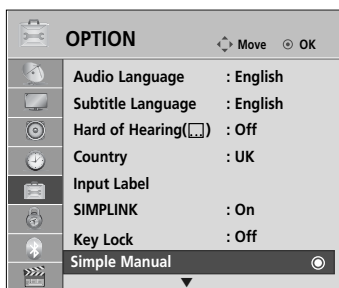 OPTION Move OK
Audio Language : English
Subtitle Language : English
Hard of Hearing( ) : Off
Country : UK
Input Label
SIMPLINK : On
Key Lock : Off
Simple Manual